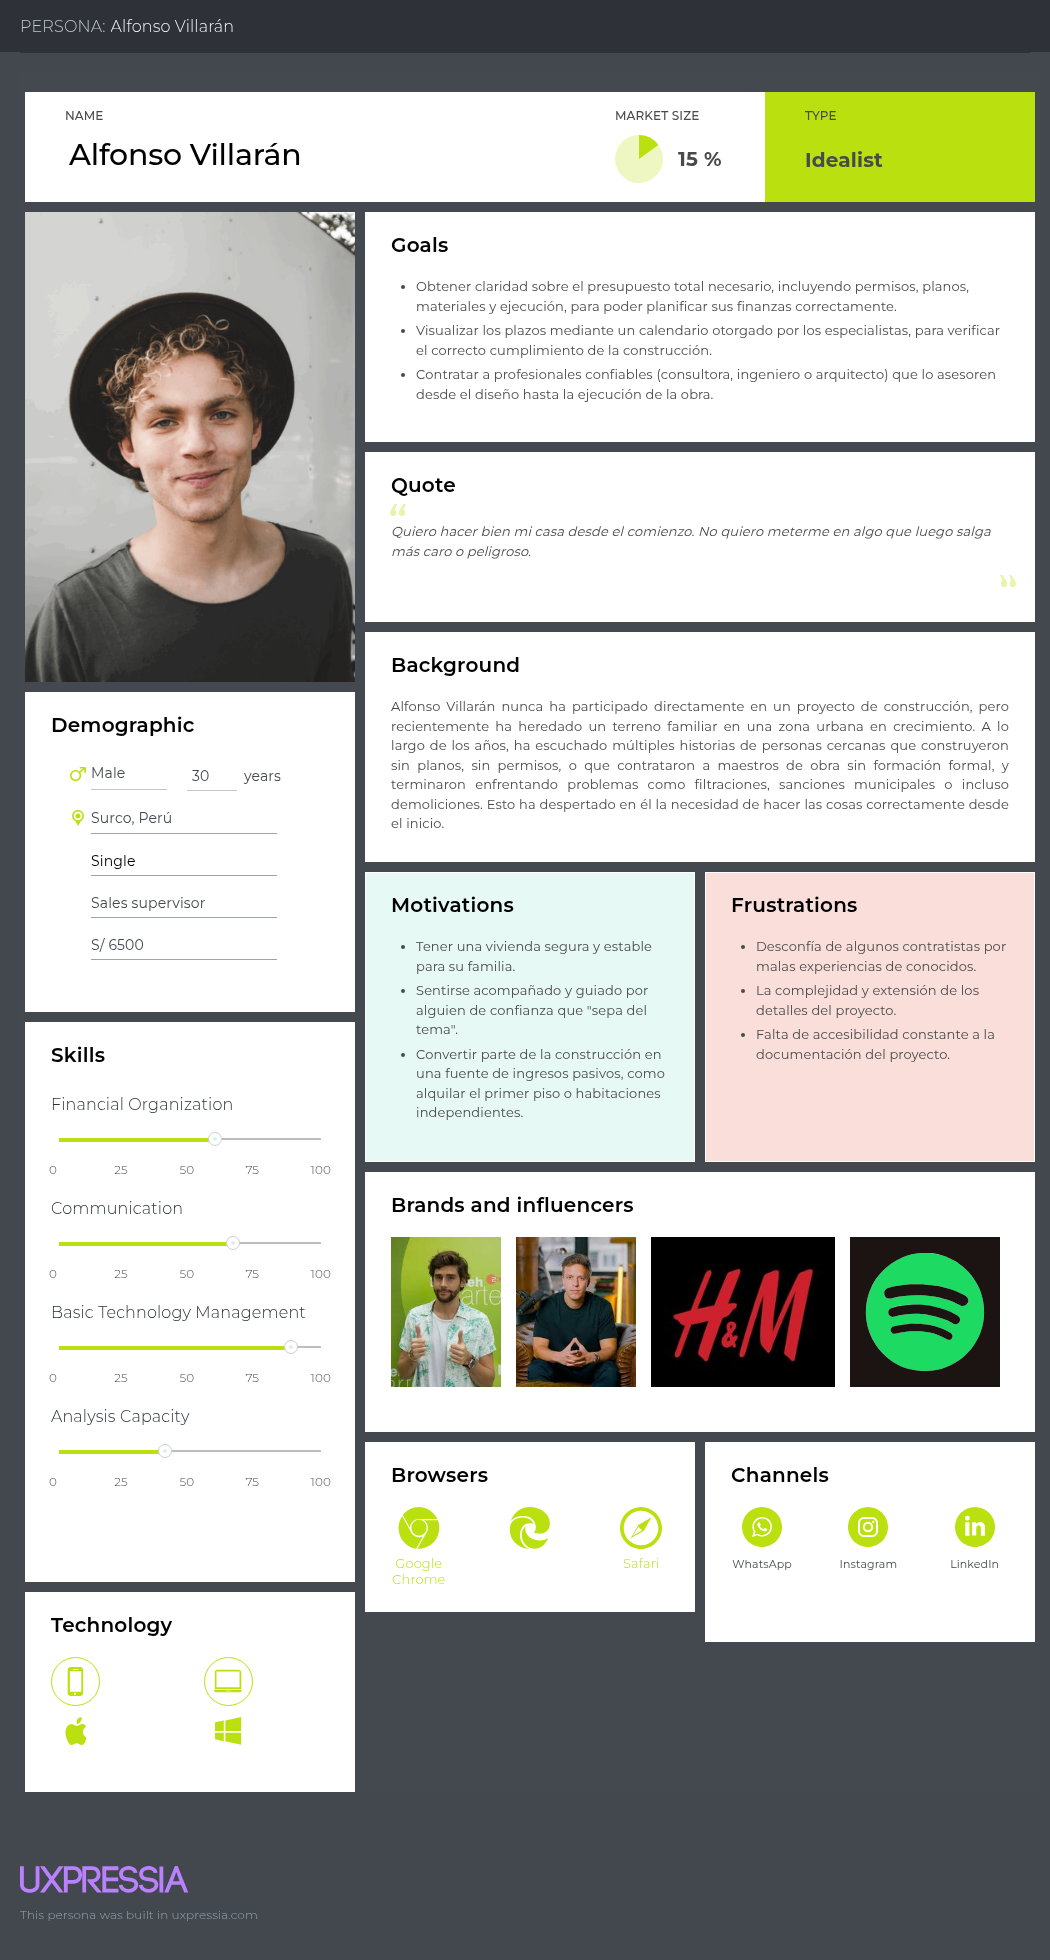 PERSONA: Alfonso Villarán
NAME
Alfonso Villarán
MARKET SIZE
15 %
TYPE
Idealist
Goals
Obtener claridad sobre el presupuesto total necesario, incluyendo permisos, planos,
materiales y ejecución, para poder planificar sus finanzas correctamente.
Visualizar los plazos mediante un calendario otorgado por los especialistas, para verificar
el correcto cumplimiento de la construcción.
Contratar a profesionales confiables (consultora, ingeniero o arquitecto) que lo asesoren
desde el diseño hasta la ejecución de la obra.
Quote
“
Quiero hacer bien mi casa desde el comienzo. No quiero meterme en algo que luego salga
más caro o peligroso.
”
Background
Alfonso Villarán nunca ha participado directamente en un proyecto de construcción, pero
recientemente ha heredado un terreno familiar en una zona urbana en crecimiento. A lo
largo de los años, ha escuchado múltiples historias de personas cercanas que construyeron
sin planos, sin permisos, o que contrataron a maestros de obra sin formación formal, y
terminaron enfrentando problemas como filtraciones, sanciones municipales o incluso
demoliciones. Esto ha despertado en él la necesidad de hacer las cosas correctamente desde
el inicio.
Demographic
Male 30 years
Surco, Perú
Single
Sales supervisor
S/ 6500
Motivations
Tener una vivienda segura y estable
para su familia.
Sentirse acompañado y guiado por
alguien de confianza que "sepa del
tema".
Convertir parte de la construcción en
una fuente de ingresos pasivos, como
alquilar el primer piso o habitaciones
independientes.
Frustrations
Desconfía de algunos contratistas por
malas experiencias de conocidos.
La complejidad y extensión de los
detalles del proyecto.
Falta de accesibilidad constante a la
documentación del proyecto.
Skills
Financial Organization
0 25 50 75 100
Communication
0 25 50 75 100
Basic Technology Management
0 25 50 75 100
Analysis Capacity
0 25 50 75 100
Brands and influencers
H&M
Browsers
Google
Chrome
Safari
Channels
WhatsApp
Instagram
LinkedIn
Technology
UXPRESSIA
This persona was built in uxpressia.com